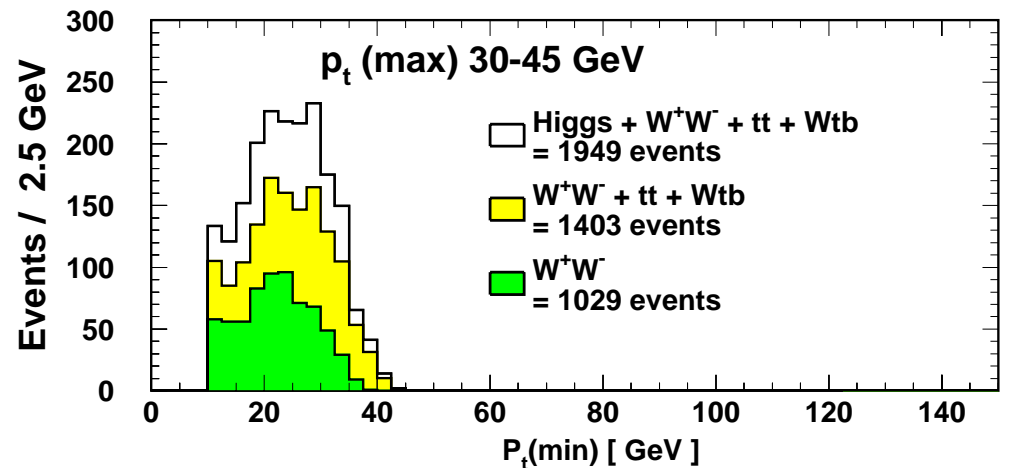 p_t (max) 30-45 GeV
Higgs + W⁺W⁻ + tt + Wtb
= 1949 events
W⁺W⁻ + tt + Wtb
= 1403 events
W⁺W⁻
= 1029 events
Events / 2.5 GeV
300
250
200
150
100
50
0
0 20 40 60 80 100 120 140
P_t(min) [ GeV ]